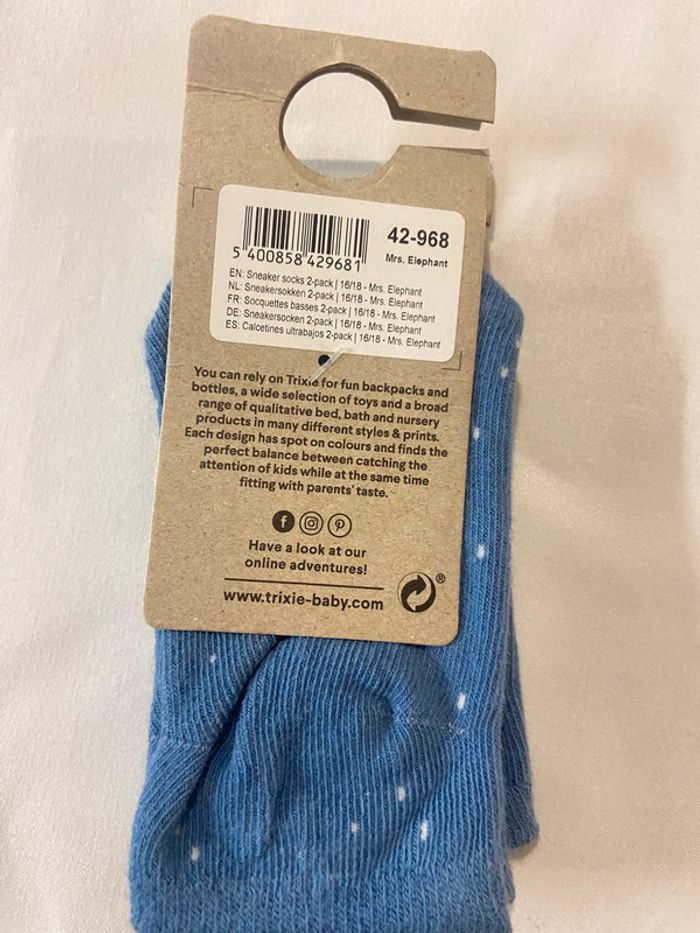 42-968
Mrs. Elephant
5 400858 429681
EN: Sneaker socks 2-pack | 16/18 - Mrs. Elephant
NL: Sneakersokken 2-pack | 16/18 - Mrs. Elephant
FR: Socquettes basses 2-pack | 16/18 - Mrs. Elephant
DE: Sneakersocken 2-pack | 16/18 - Mrs. Elephant
ES: Calcetines ultrabajos 2-pack | 16/18 - Mrs. Elephant
You can rely on Trixie for fun backpacks and
bottles, a wide selection of toys and a broad
range of qualitative bed, bath and nursery
products in many different styles & prints.
Each design has spot on colours and finds the
perfect balance between catching the
attention of kids while at the same time
fitting with parents' taste.
Have a look at our
online adventures!
www.trixie-baby.com
®